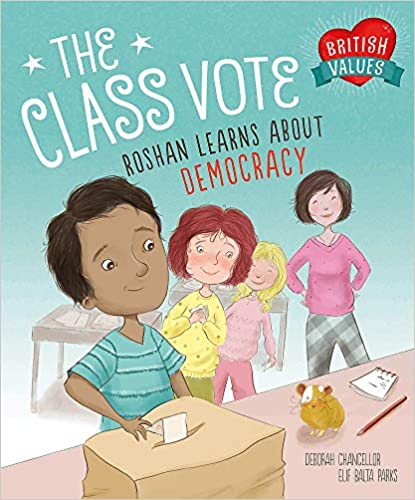 THE
CLASS VOTE
BRITISH
VALUES
ROSHAN LEARNS ABOUT
DEMOCRACY
DEBORAH CHANCELLOR
ELIF BALTA PARKS